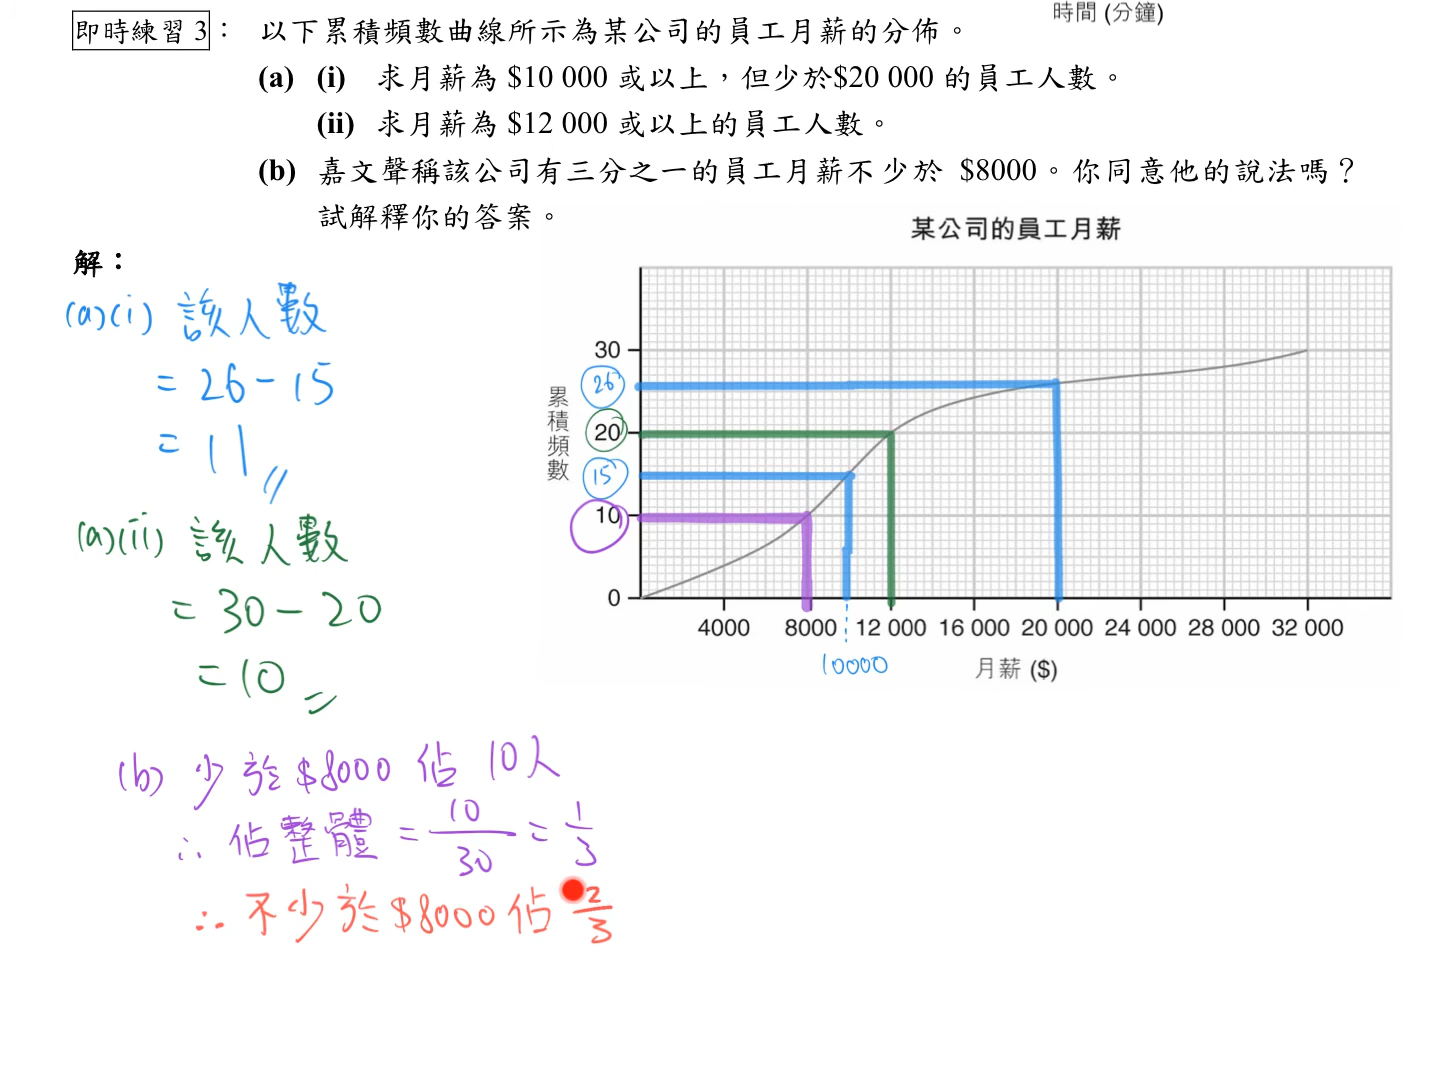 時間 (分鐘)
即時練習 3： 以下累積頻數曲線所示為某公司的員工月薪的分佈。
(a) (i) 求月薪為 $10 000 或以上，但少於$20 000 的員工人數。
(ii) 求月薪為 $12 000 或以上的員工人數。
(b) 嘉文聲稱該公司有三分之一的員工月薪不少於 $8000。你同意他的說法嗎？
試解釋你的答案。
解：
某公司的員工月薪
累積頻數
30
26
20
15
10
0
4000 8000 12 000 16 000 20 000 24 000 28 000 32 000
10000
月薪 ($)
(a)(i) 該人數
= 26 - 15
= 11
(a)(ii) 該人數
= 30 - 20
= 10
(b) 少於$8000 佔 10人
∴ 佔整體 = 10/30 = 1/3
∴ 不少於$8000 佔 2/3